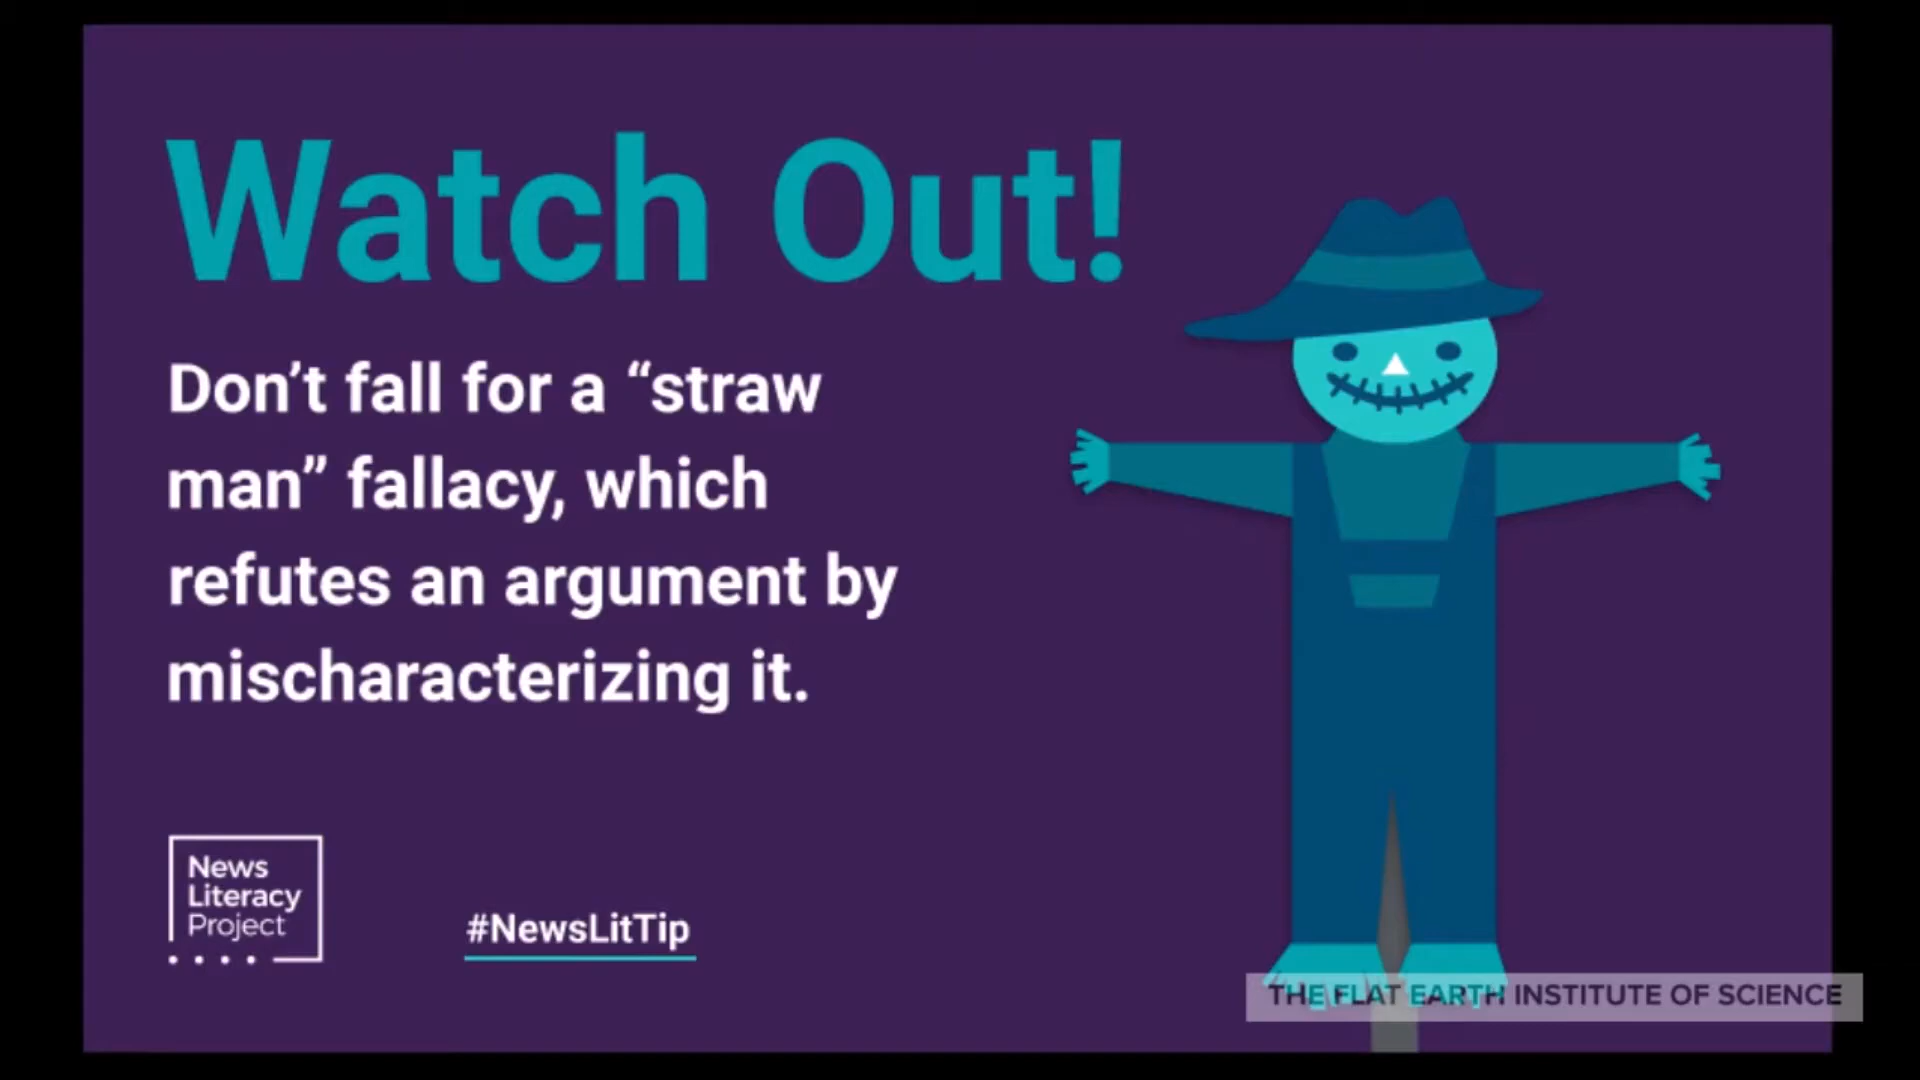 Watch Out!
Don’t fall for a “straw
man” fallacy, which
refutes an argument by
mischaracterizing it.
News
Literacy
Project
#NewsLitTip
THE FLAT EARTH INSTITUTE OF SCIENCE